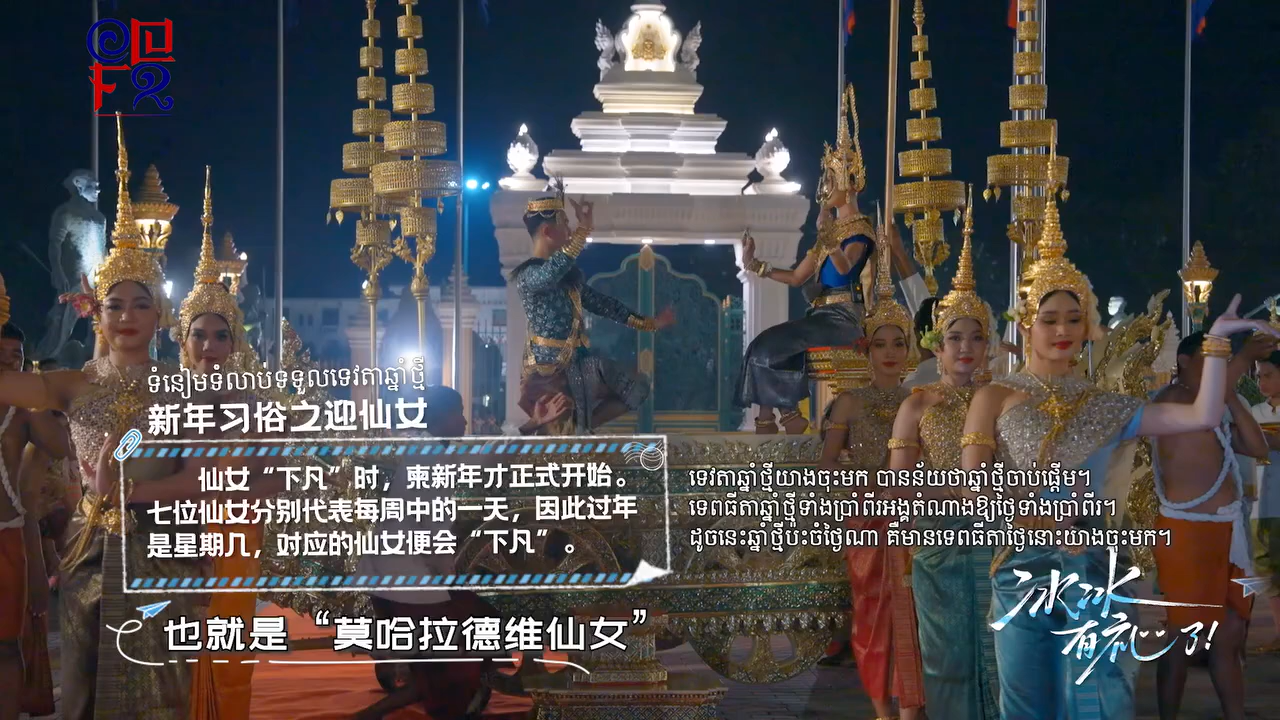 ទំនៀមទំលាប់ទទួលទេវតាឆ្នាំថ្មី
新年习俗之迎仙女
仙女“下凡”时，柬新年才正式开始。
七位仙女分别代表每周中的一天，因此过年
是星期几，对应的仙女便会“下凡”。
ទេវតាឆ្នាំថ្មីយាងចុះមក បានន័យថាឆ្នាំថ្មីចាប់ផ្តើម។
ទេពធីតាឆ្នាំថ្មីទាំងប្រាំពីរអង្គតំណាងឱ្យថ្ងៃទាំងប្រាំពីរ។
ដូចនេះឆ្នាំថ្មីបះចំថ្ងៃណា គឺមានទេពធីតាថ្ងៃនោះយាងចុះមក។
也就是“莫哈拉德维仙女”
冰冰
有礼了!